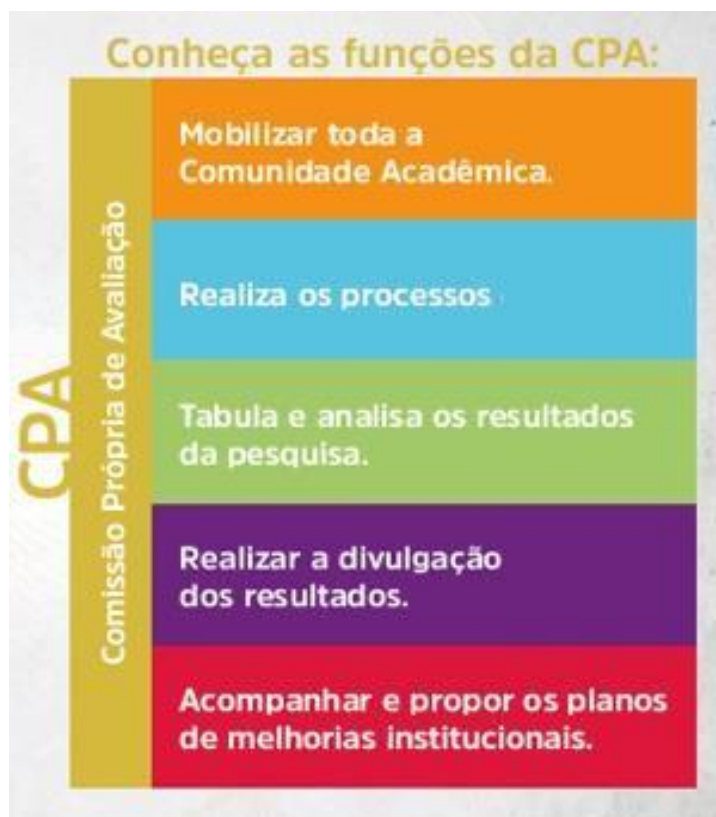 Conheça as funções da CPA:
CPA
Comissão Própria de Avaliação
Mobilizar toda a
Comunidade Acadêmica.
Realiza os processos
Tabula e analisa os resultados
da pesquisa.
Realizar a divulgação
dos resultados.
Acompanhar e propor os planos
de melhorias institucionais.